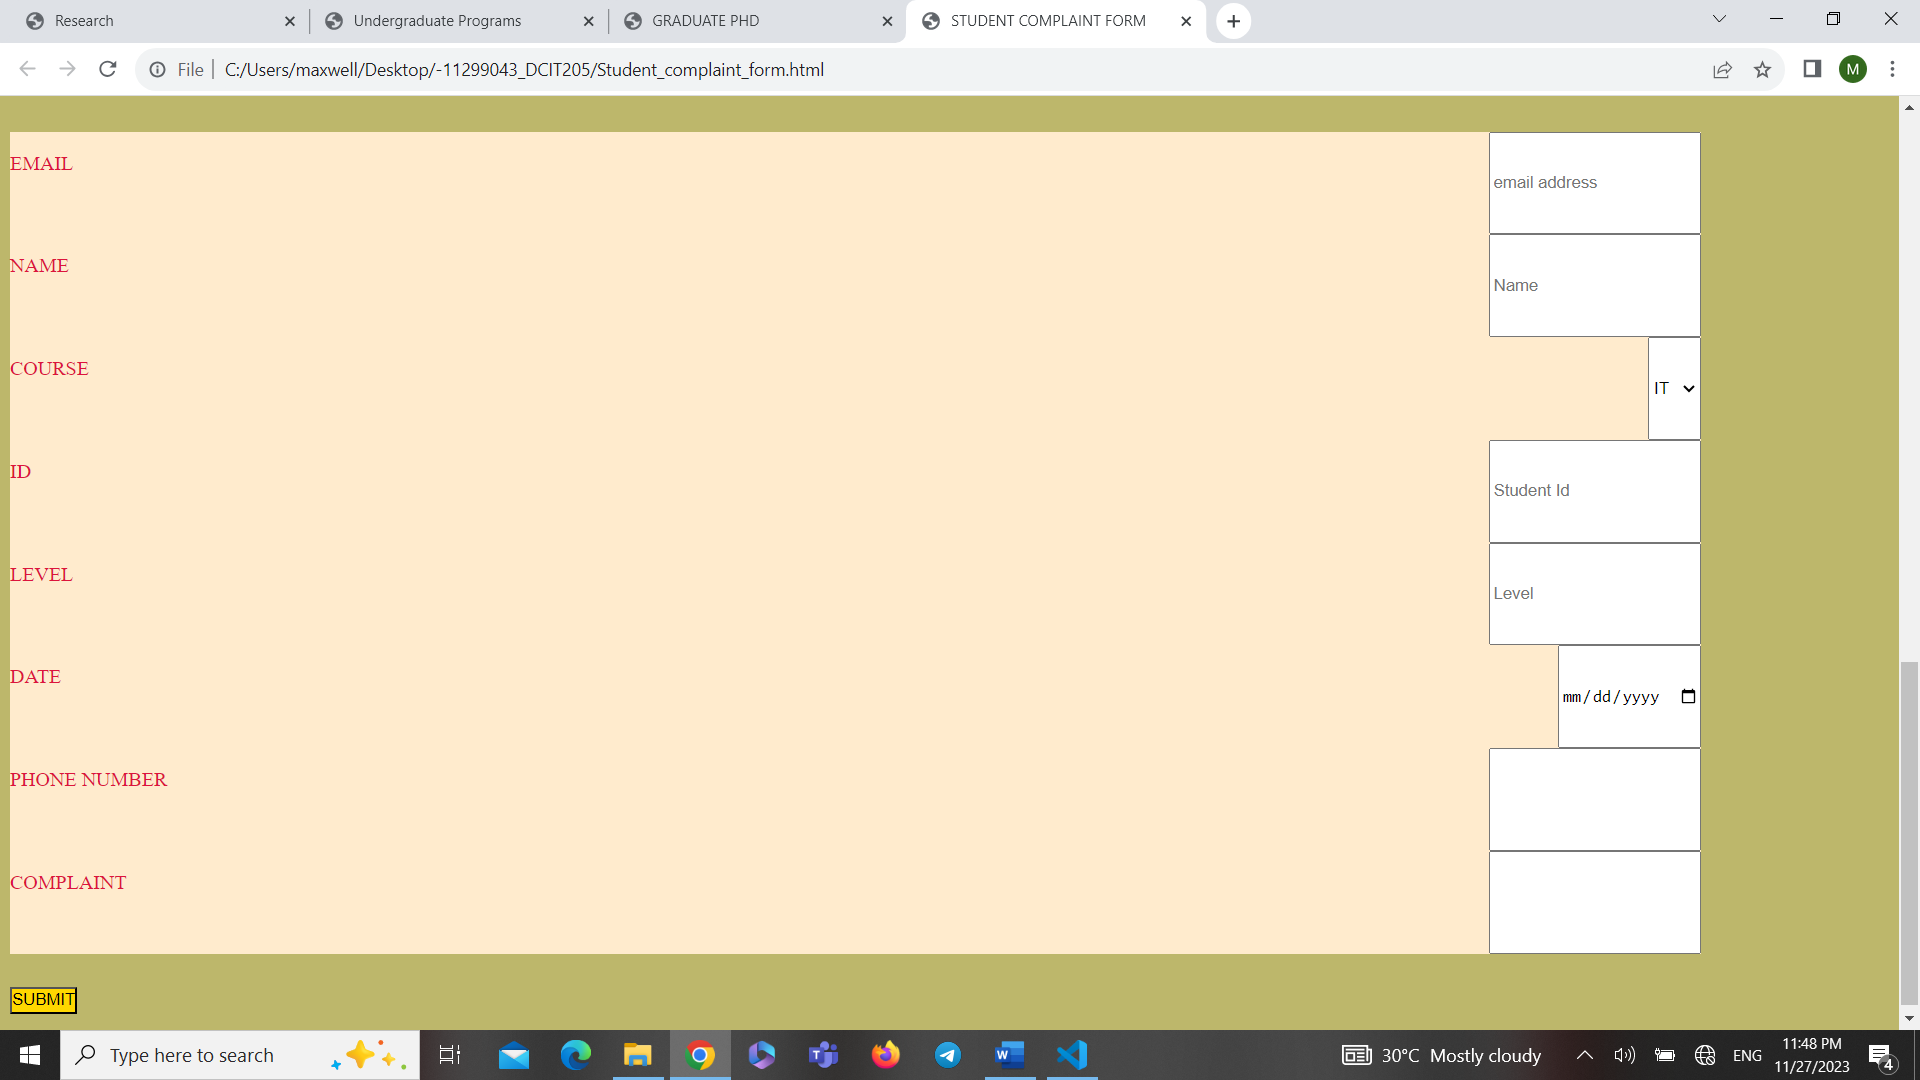 Research
Undergraduate Programs
GRADUATE PHD
STUDENT COMPLAINT FORM
File
C:/Users/maxwell/Desktop/-11299043_DCIT205/Student_complaint_form.html
M
EMAIL
email address
NAME
Name
COURSE
IT
ID
Student Id
LEVEL
Level
DATE
mm/dd/yyyy
PHONE NUMBER
COMPLAINT
SUBMIT
Type here to search
30°C Mostly cloudy
ENG
11:48 PM
11/27/2023
4